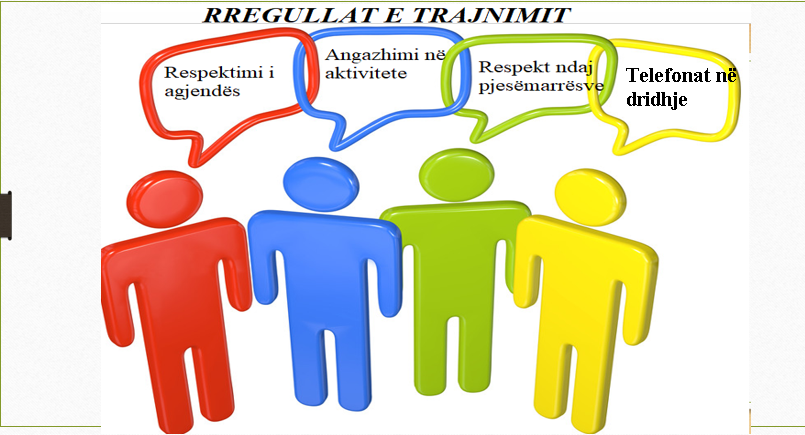 RREGULLAT E TRAJNIMIT
Respektimi i
agjendës
Angazhimi në
aktivitete
Respekt ndaj
pjesëmarrësve
Telefonat në
dridhje